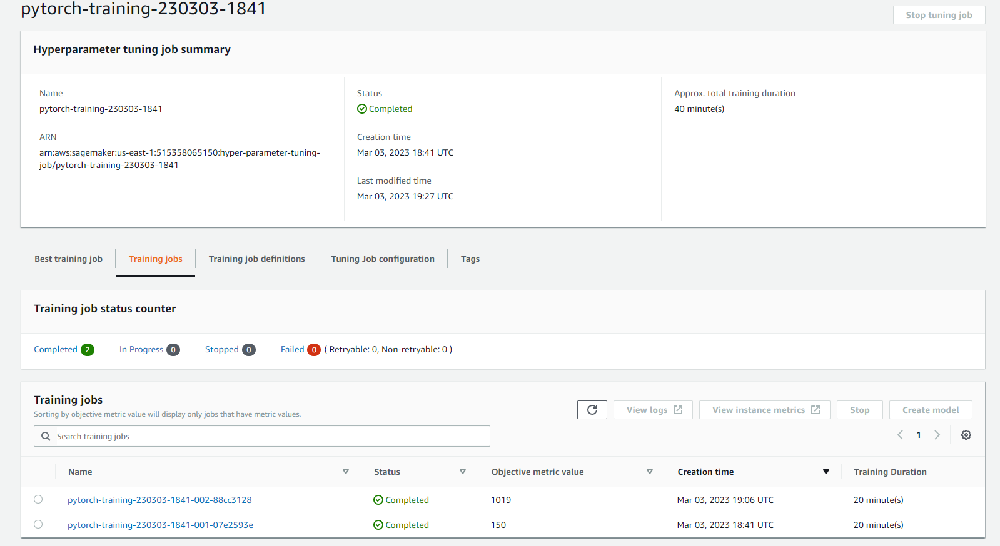 pytorch-training-230303-1841
Stop tuning job
Hyperparameter tuning job summary
Name
pytorch-training-230303-1841
ARN
arn:aws:sagemaker:us-east-1:515358065150:hyper-parameter-tuning-
job/pytorch-training-230303-1841
Status
Completed
Creation time
Mar 03, 2023 18:41 UTC
Last modified time
Mar 03, 2023 19:27 UTC
Approx. total training duration
40 minute(s)
Best training job Training jobs Training job definitions Tuning Job configuration Tags
Training job status counter
Completed 2 In Progress 0 Stopped 0 Failed 0 ( Retryable: 0, Non-retryable: 0 )
Training jobs
Sorting by objective metric value will display only jobs that have metric values.
View logs View instance metrics Stop Create model
Search training jobs
1
Name Status Objective metric value Creation time Training Duration
pytorch-training-230303-1841-002-88cc3128 Completed 1019 Mar 03, 2023 19:06 UTC 20 minute(s)
pytorch-training-230303-1841-001-07e2593e Completed 150 Mar 03, 2023 18:41 UTC 20 minute(s)